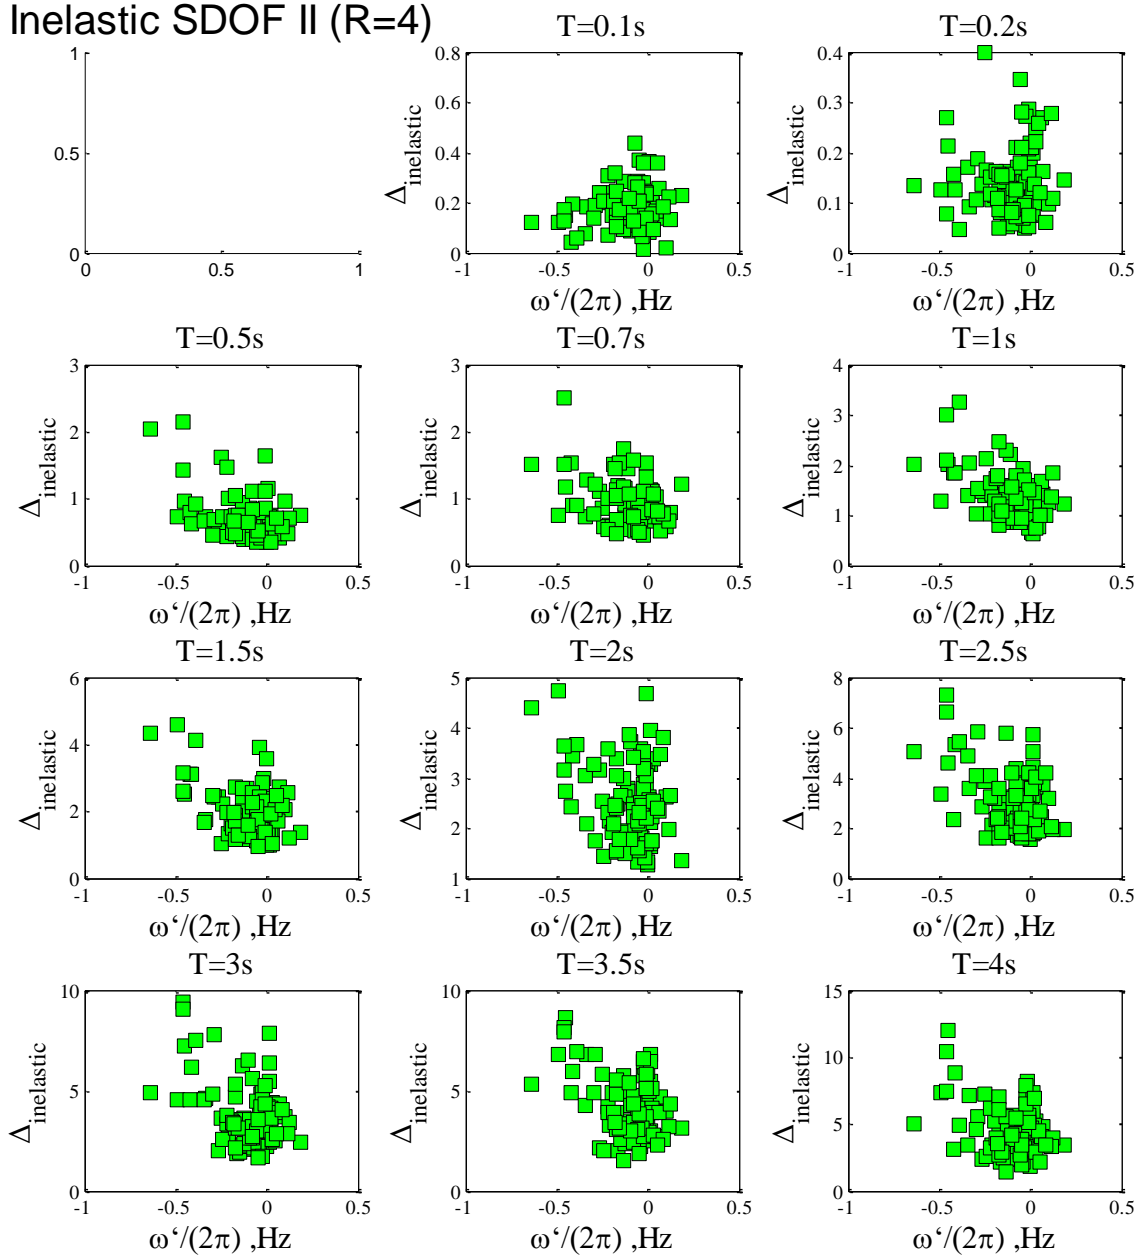 Inelastic SDOF II (R=4)
1
0.5
0
0 0.5 1
T=0.1s
Δinelastic
0.8
0.6
0.4
0.2
0
-1 -0.5 0 0.5
ω‘/(2π) ,Hz
T=0.2s
Δinelastic
0.4
0.3
0.2
0.1
0
-1 -0.5 0 0.5
ω‘/(2π) ,Hz
T=0.5s
Δinelastic
3
2
1
0
-1 -0.5 0 0.5
ω‘/(2π) ,Hz
T=0.7s
Δinelastic
3
2
1
0
-1 -0.5 0 0.5
ω‘/(2π) ,Hz
T=1s
Δinelastic
4
3
2
1
0
-1 -0.5 0 0.5
ω‘/(2π) ,Hz
T=1.5s
Δinelastic
6
4
2
0
-1 -0.5 0 0.5
ω‘/(2π) ,Hz
T=2s
Δinelastic
5
4
3
2
1
-1 -0.5 0 0.5
ω‘/(2π) ,Hz
T=2.5s
Δinelastic
8
6
4
2
0
-1 -0.5 0 0.5
ω‘/(2π) ,Hz
T=3s
Δinelastic
10
5
0
-1 -0.5 0 0.5
ω‘/(2π) ,Hz
T=3.5s
Δinelastic
10
5
0
-1 -0.5 0 0.5
ω‘/(2π) ,Hz
T=4s
Δinelastic
15
10
5
0
-1 -0.5 0 0.5
ω‘/(2π) ,Hz